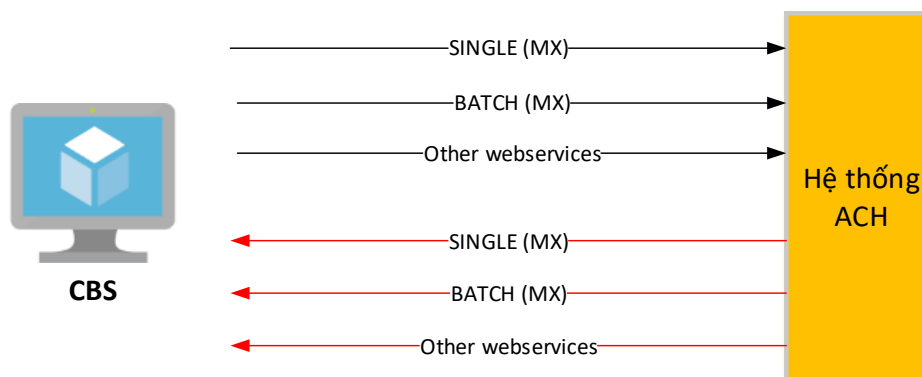 SINGLE (MX)
BATCH (MX)
Other webservices
Hệ thống
ACH
SINGLE (MX)
CBS
BATCH (MX)
Other webservices